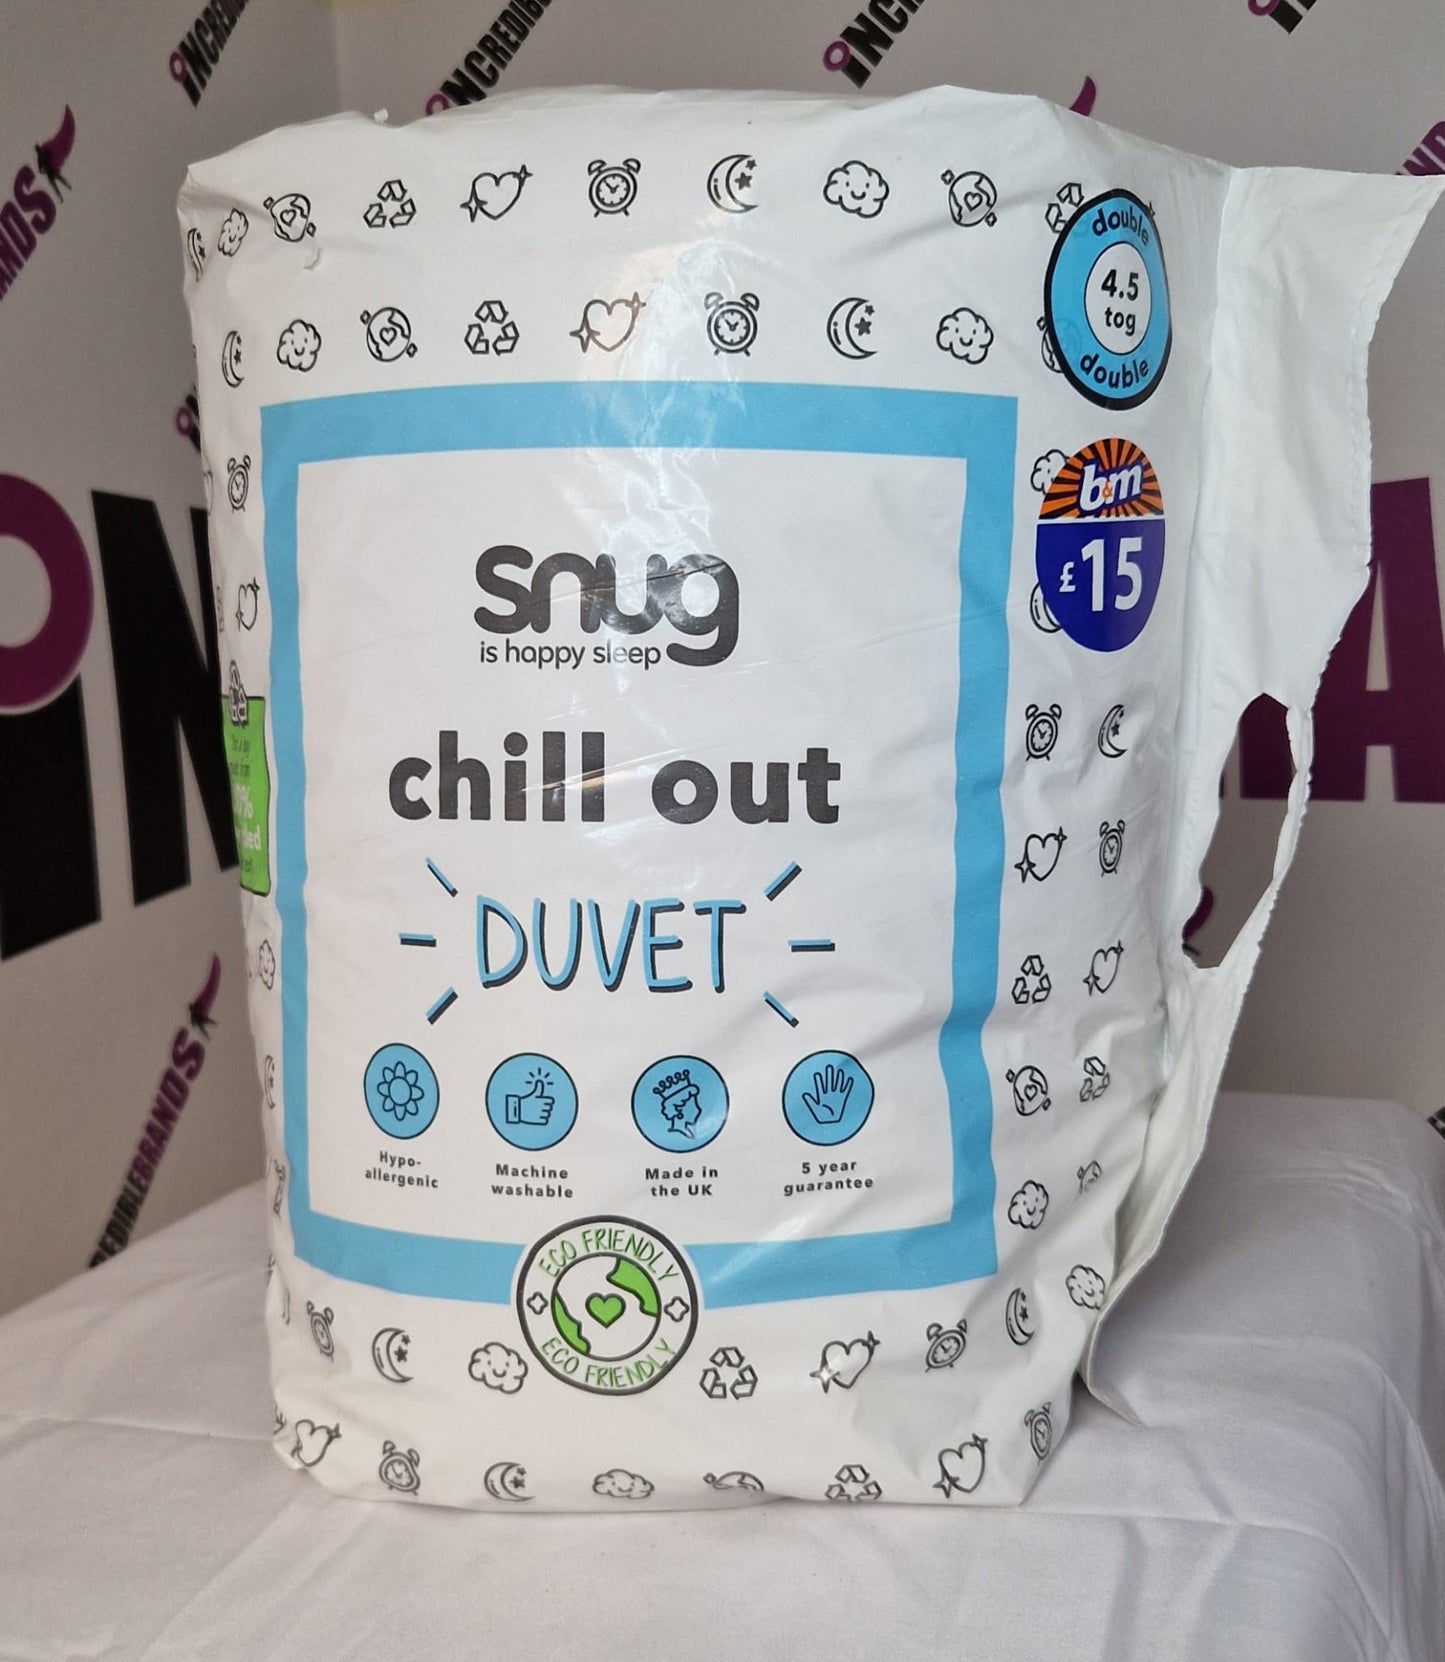 iNCREDIBLE
double
4.5
tog
double
b&m
£15
snug
is happy sleep
chill out
DUVET
Hypo-
allergenic
Machine
washable
Made in
the UK
5 year
guarantee
ECO FRIENDLY
ECO FRIENDLY